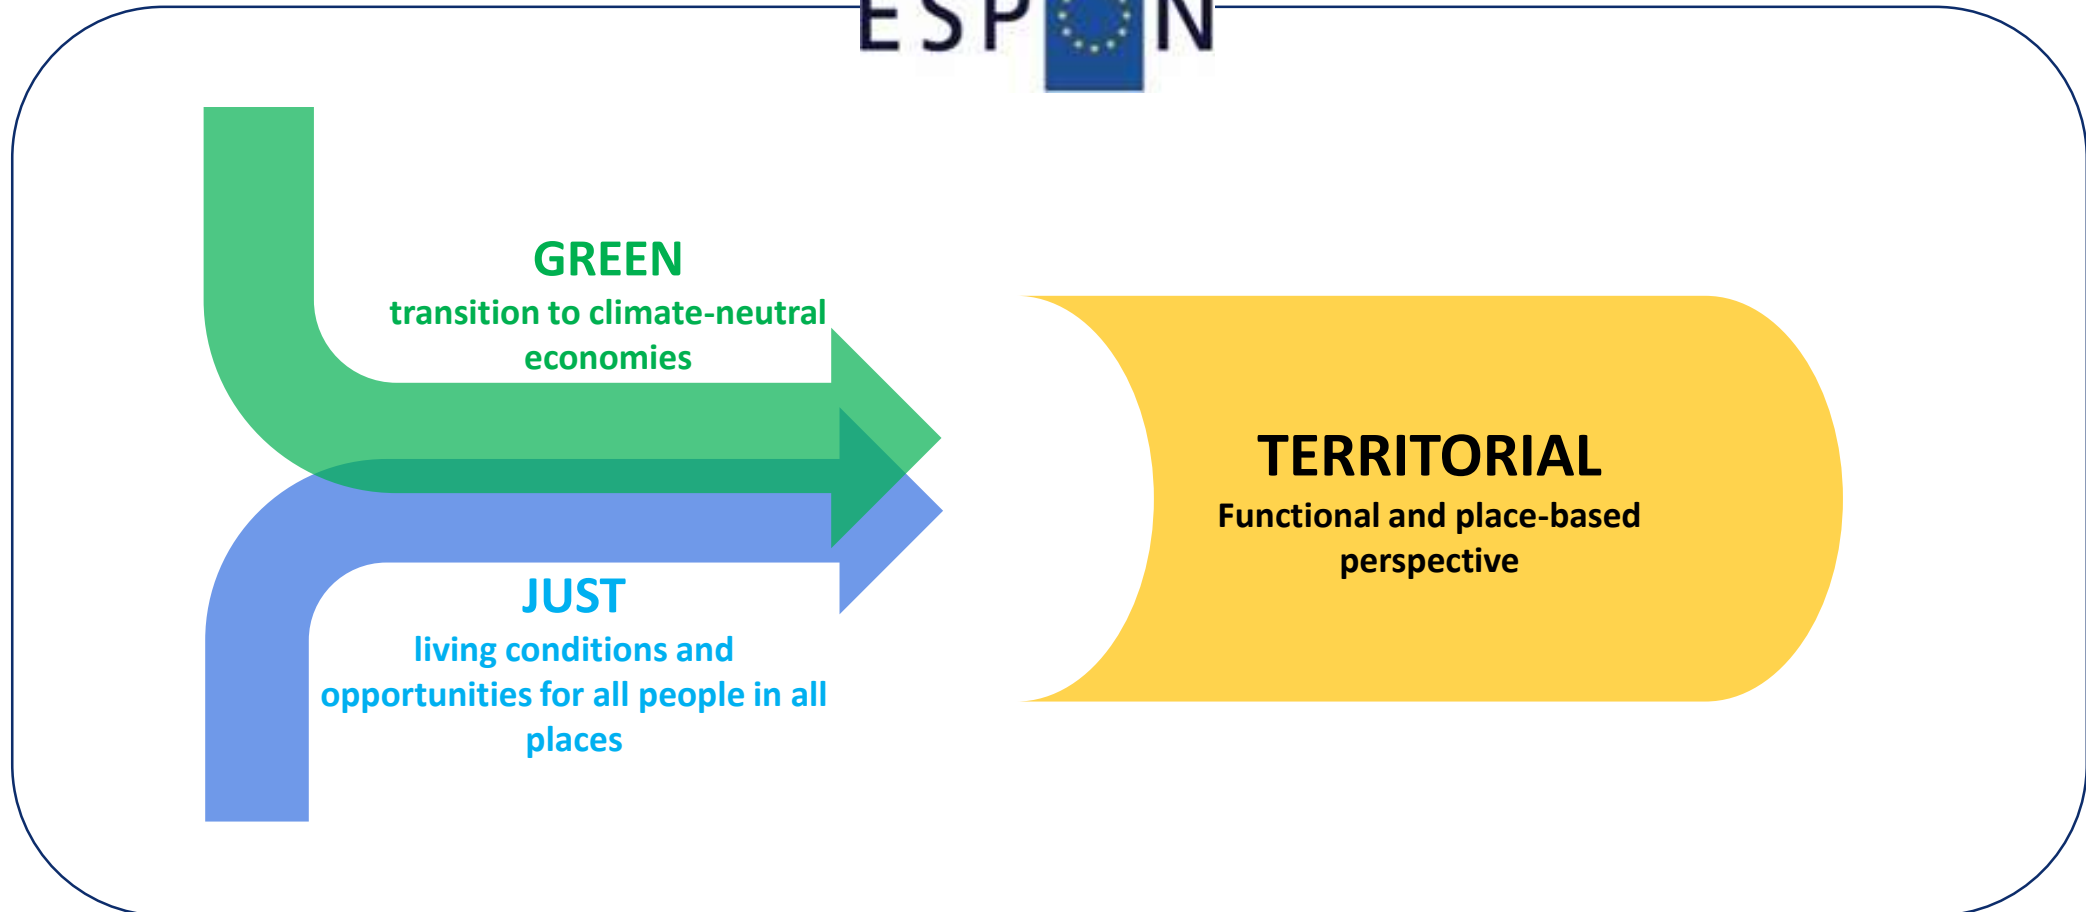 ESPON
GREEN
transition to climate-neutral
economies
JUST
living conditions and
opportunities for all people in all
places
TERRITORIAL
Functional and place-based
perspective